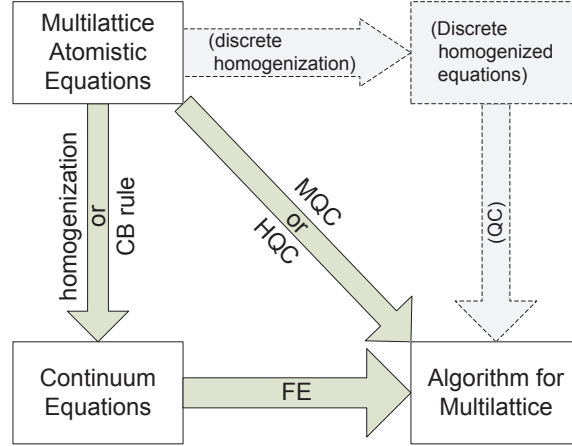 Multilattice
Atomistic
Equations
(discrete
homogenization)
(Discrete
homogenized
equations)
homogenization
or
CB rule
MQC
or
HQC
(QC)
Continuum
Equations
FE
Algorithm for
Multilattice